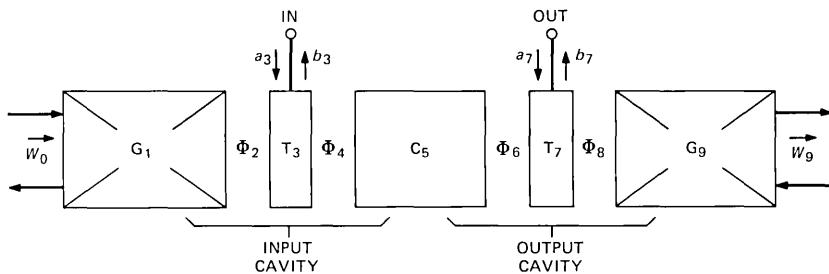 IN
OUT
a3 b3
a7 b7
W0
G1
Φ2
T3
Φ4
C5
Φ6
T7
Φ8
G9
W9
INPUT
CAVITY
OUTPUT
CAVITY